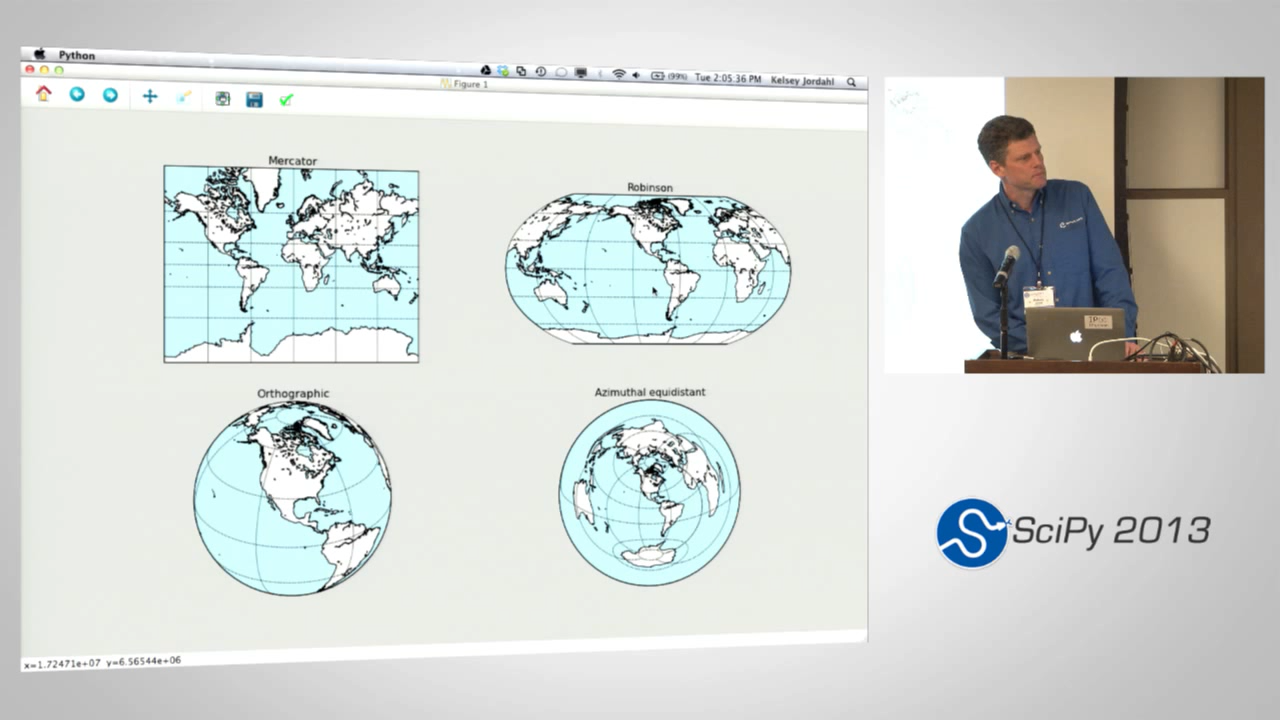 Python
(99%) Tue 2:05:36 PM Kelsey Jordahl
Figure 1
Mercator
Robinson
Orthographic
Azimuthal equidistant
x=1.72471e+07 y=6.56544e+06
SciPy 2013